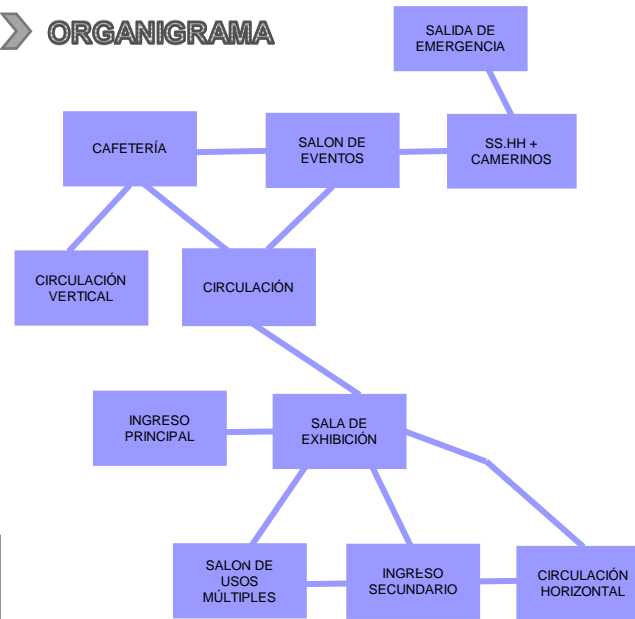 ORGANIGRAMA
SALIDA DE
EMERGENCIA
CAFETERÍA
SALON DE
EVENTOS
SS.HH +
CAMERINOS
CIRCULACIÓN
VERTICAL
CIRCULACIÓN
INGRESO
PRINCIPAL
SALA DE
EXHIBICIÓN
SALON DE
USOS
MÚLTIPLES
INGRESO
SECUNDARIO
CIRCULACIÓN
HORIZONTAL